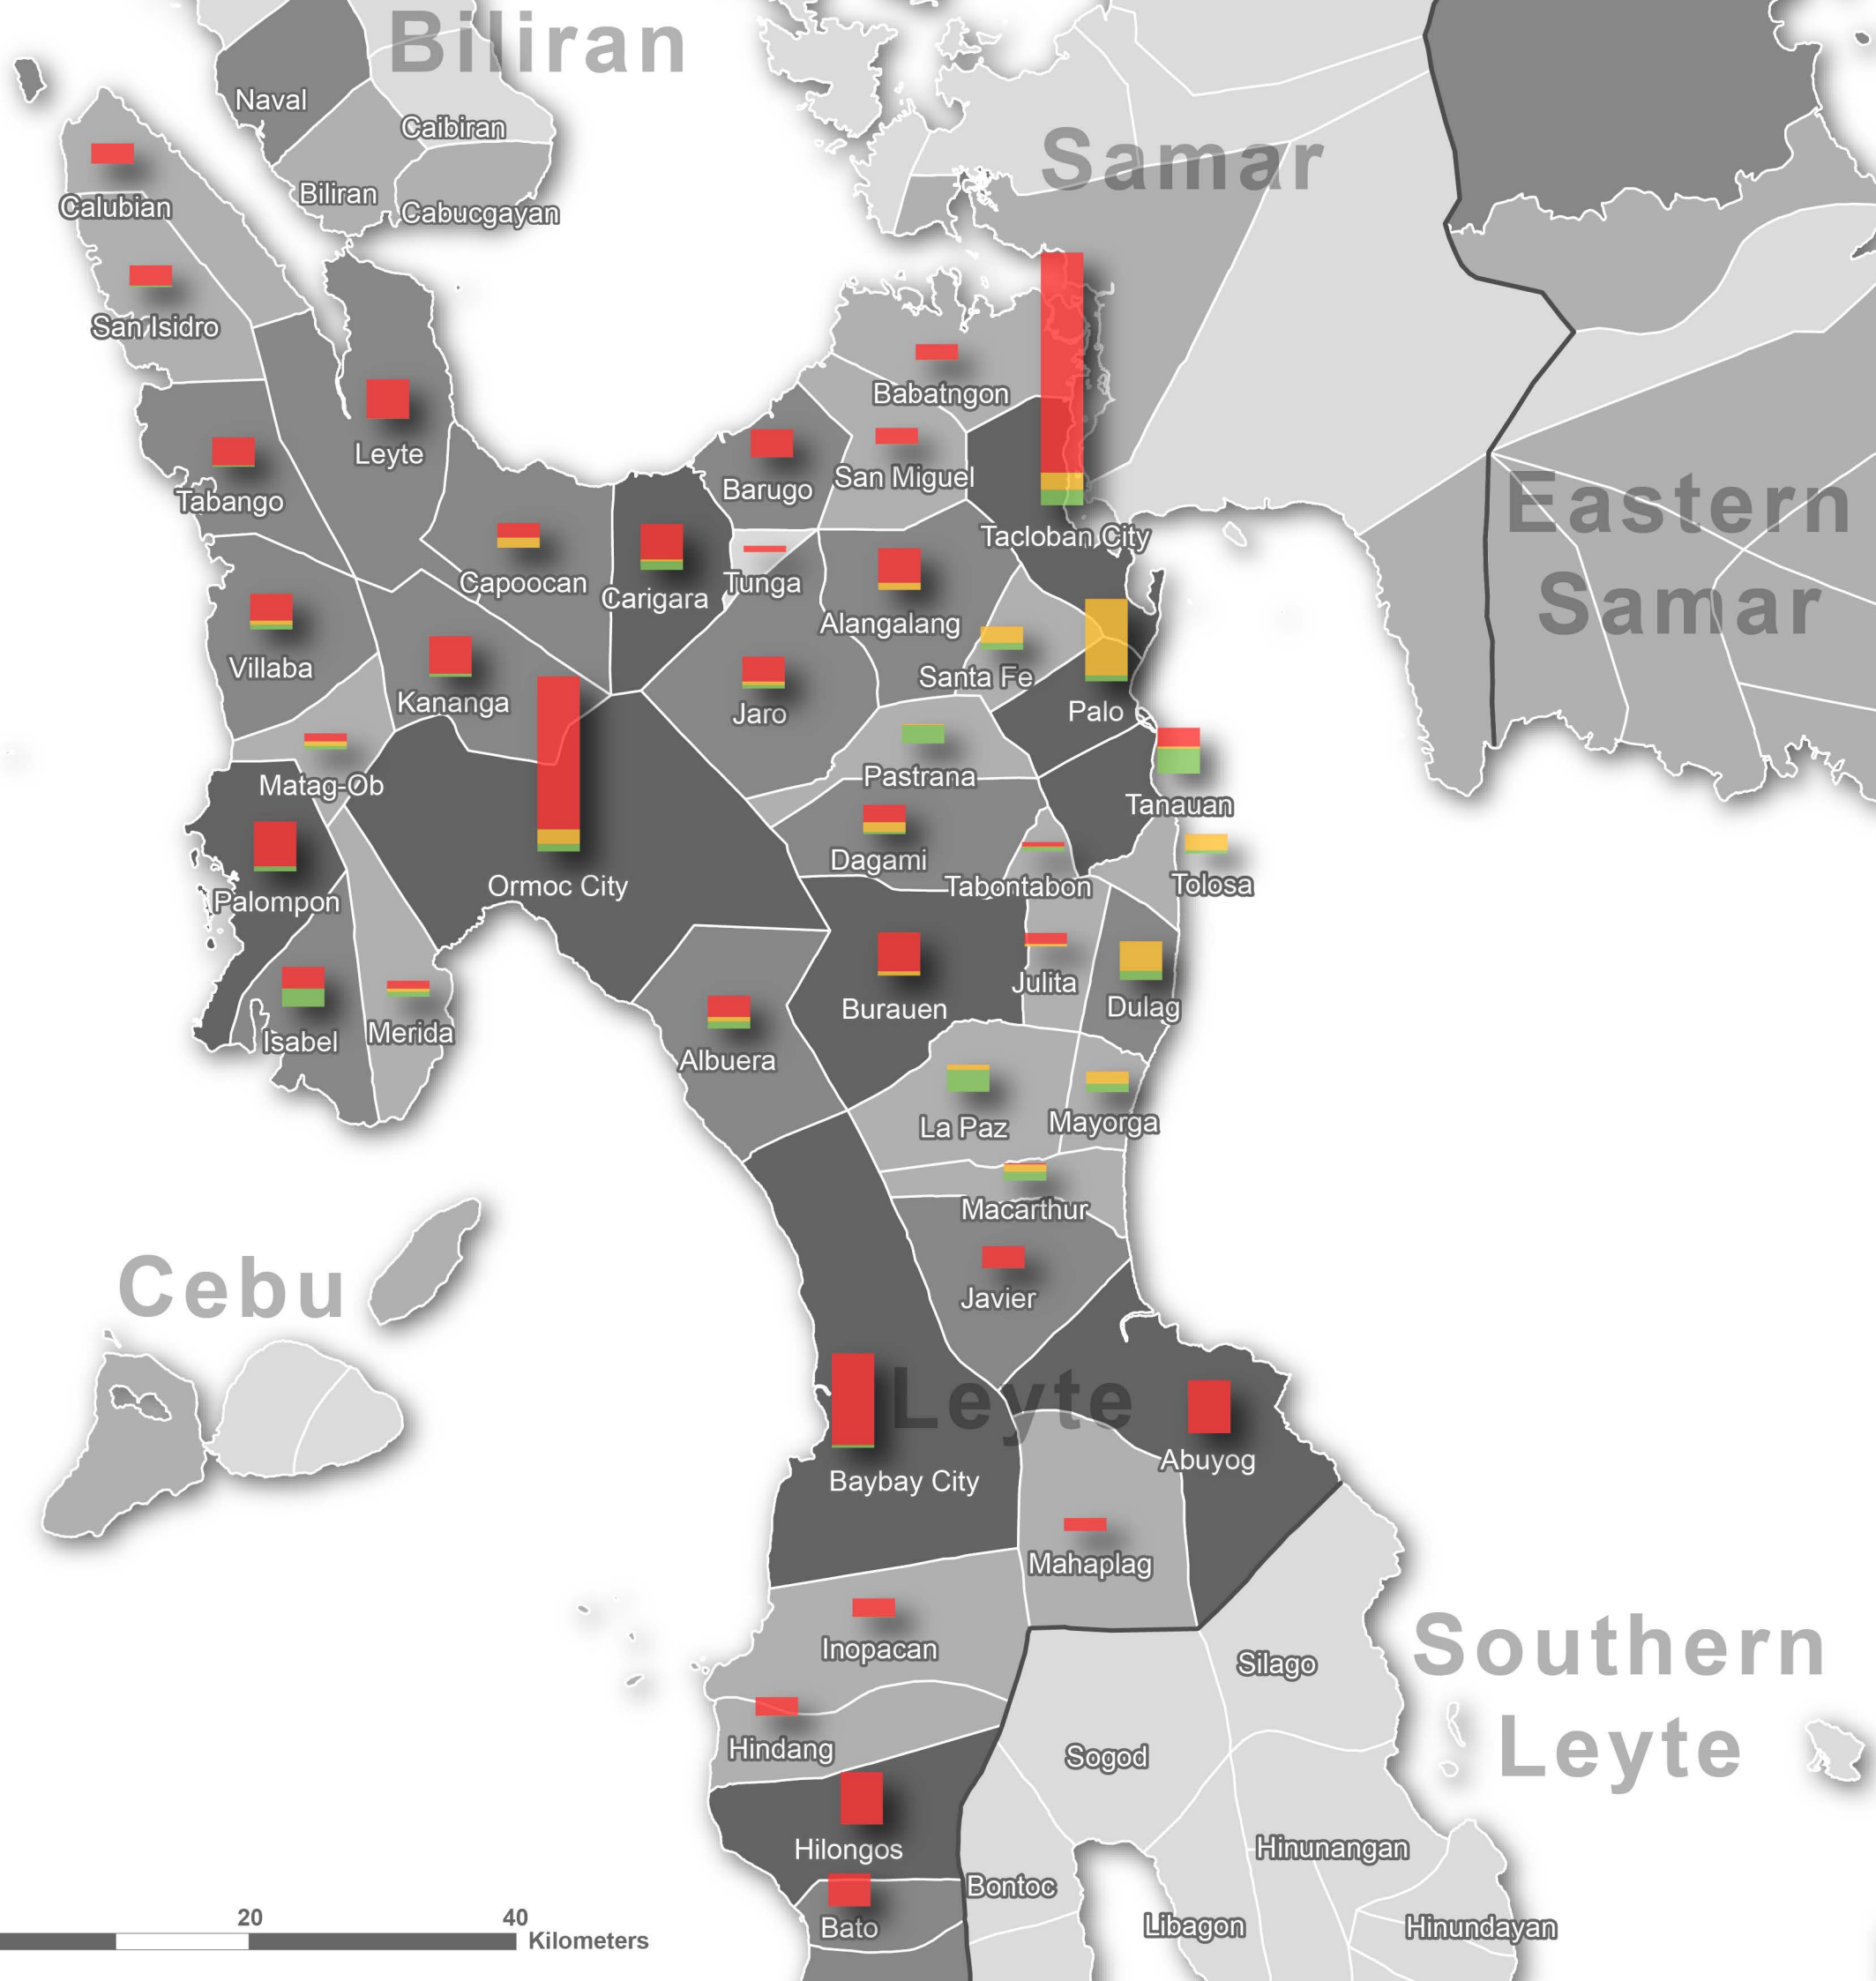 Biliran
Naval
Caibiran
Biliran
Cabucgayan
Samar
Calubian
San Isidro
Leyte
Babatngon
Tabango
Barugo
San Miguel
Tacloban City
Eastern
Samar
Capoocan
Carigara
Tunga
Alangalang
Villaba
Kananga
Jaro
Santa Fe
Palo
Matag-Ob
Pastrana
Tanauan
Palompon
Ormoc City
Dagami
Tabontabon
Tolosa
Isabel
Merida
Albuera
Burauen
Julita
Dulag
La Paz
Mayorga
Macarthur
Javier
Cebu
Leyte
Baybay City
Abuyog
Mahaplag
Inopacan
Silago
Southern
Leyte
Hindang
Sogod
Hilongos
Hinunangan
Bontoc
Bato
Libagon
Hinundayan
20
40
Kilometers